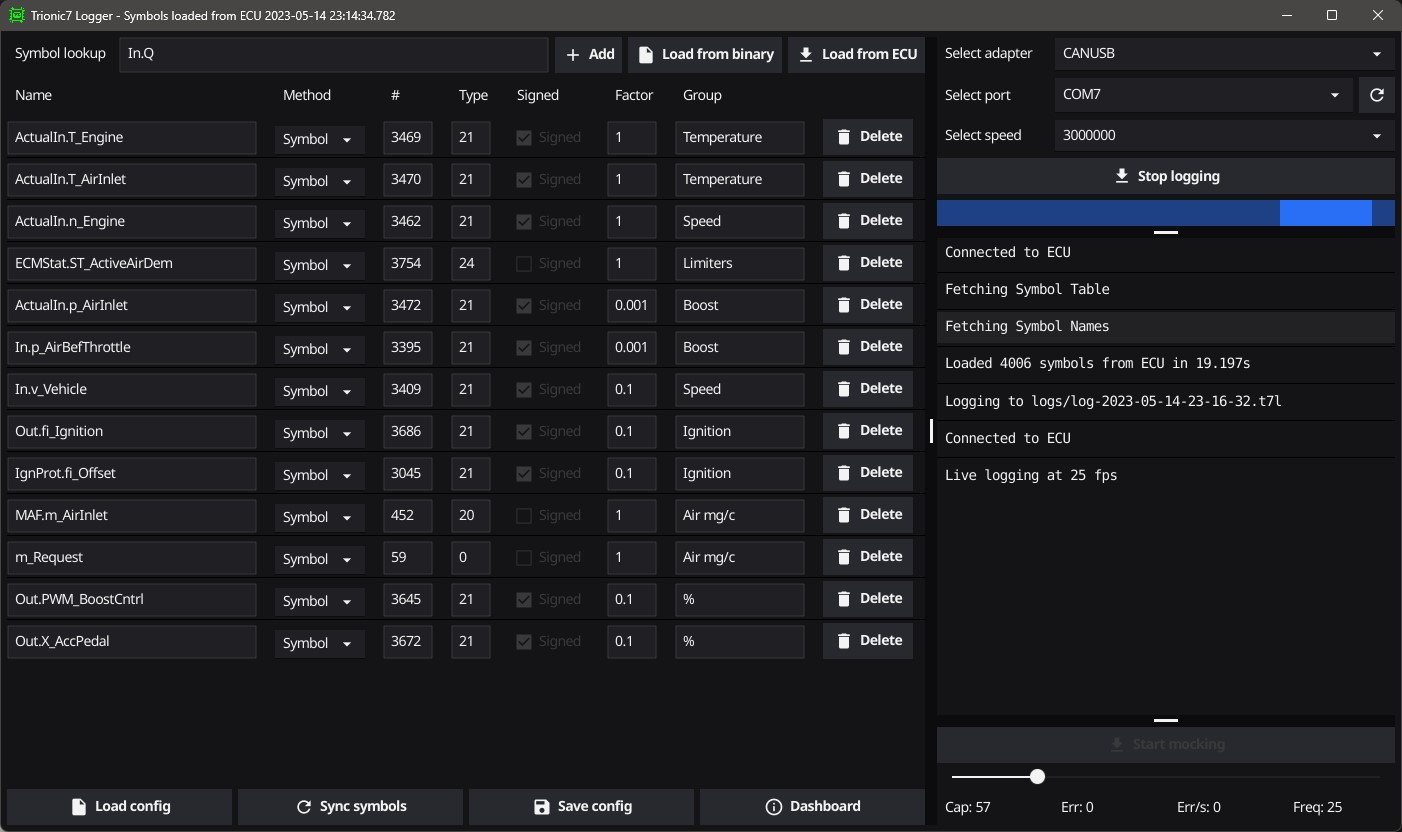 Trionic7 Logger - Symbols loaded from ECU 2023-05-14 23:14:34.782
Symbol lookup In.Q Add Load from binary Load from ECU
Name Method # Type Signed Factor Group
ActualIn.T_Engine Symbol 3469 21 Signed 1 Temperature Delete
ActualIn.T_AirInlet Symbol 3470 21 Signed 1 Temperature Delete
ActualIn.n_Engine Symbol 3462 21 Signed 1 Speed Delete
ECMStat.ST_ActiveAirDem Symbol 3754 24 Signed 1 Limiters Delete
ActualIn.p_AirInlet Symbol 3472 21 Signed 0.001 Boost Delete
In.p_AirBefThrottle Symbol 3395 21 Signed 0.001 Boost Delete
In.v_Vehicle Symbol 3409 21 Signed 0.1 Speed Delete
Out.fi_Ignition Symbol 3686 21 Signed 0.1 Ignition Delete
IgnProt.fi_Offset Symbol 3045 21 Signed 0.1 Ignition Delete
MAF.m_AirInlet Symbol 452 20 Signed 1 Air mg/c Delete
m_Request Symbol 59 0 Signed 1 Air mg/c Delete
Out.PWM_BoostCntrl Symbol 3645 21 Signed 0.1 % Delete
Out.X_AccPedal Symbol 3672 21 Signed 0.1 % Delete
Load config Sync symbols Save config Dashboard
Select adapter CANUSB
Select port COM7
Select speed 3000000
Stop logging
Connected to ECU
Fetching Symbol Table
Fetching Symbol Names
Loaded 4006 symbols from ECU in 19.197s
Logging to logs/log-2023-05-14-23-16-32.t7l
Connected to ECU
Live logging at 25 fps
Start mocking
Cap: 57 Err: 0 Err/s: 0 Freq: 25